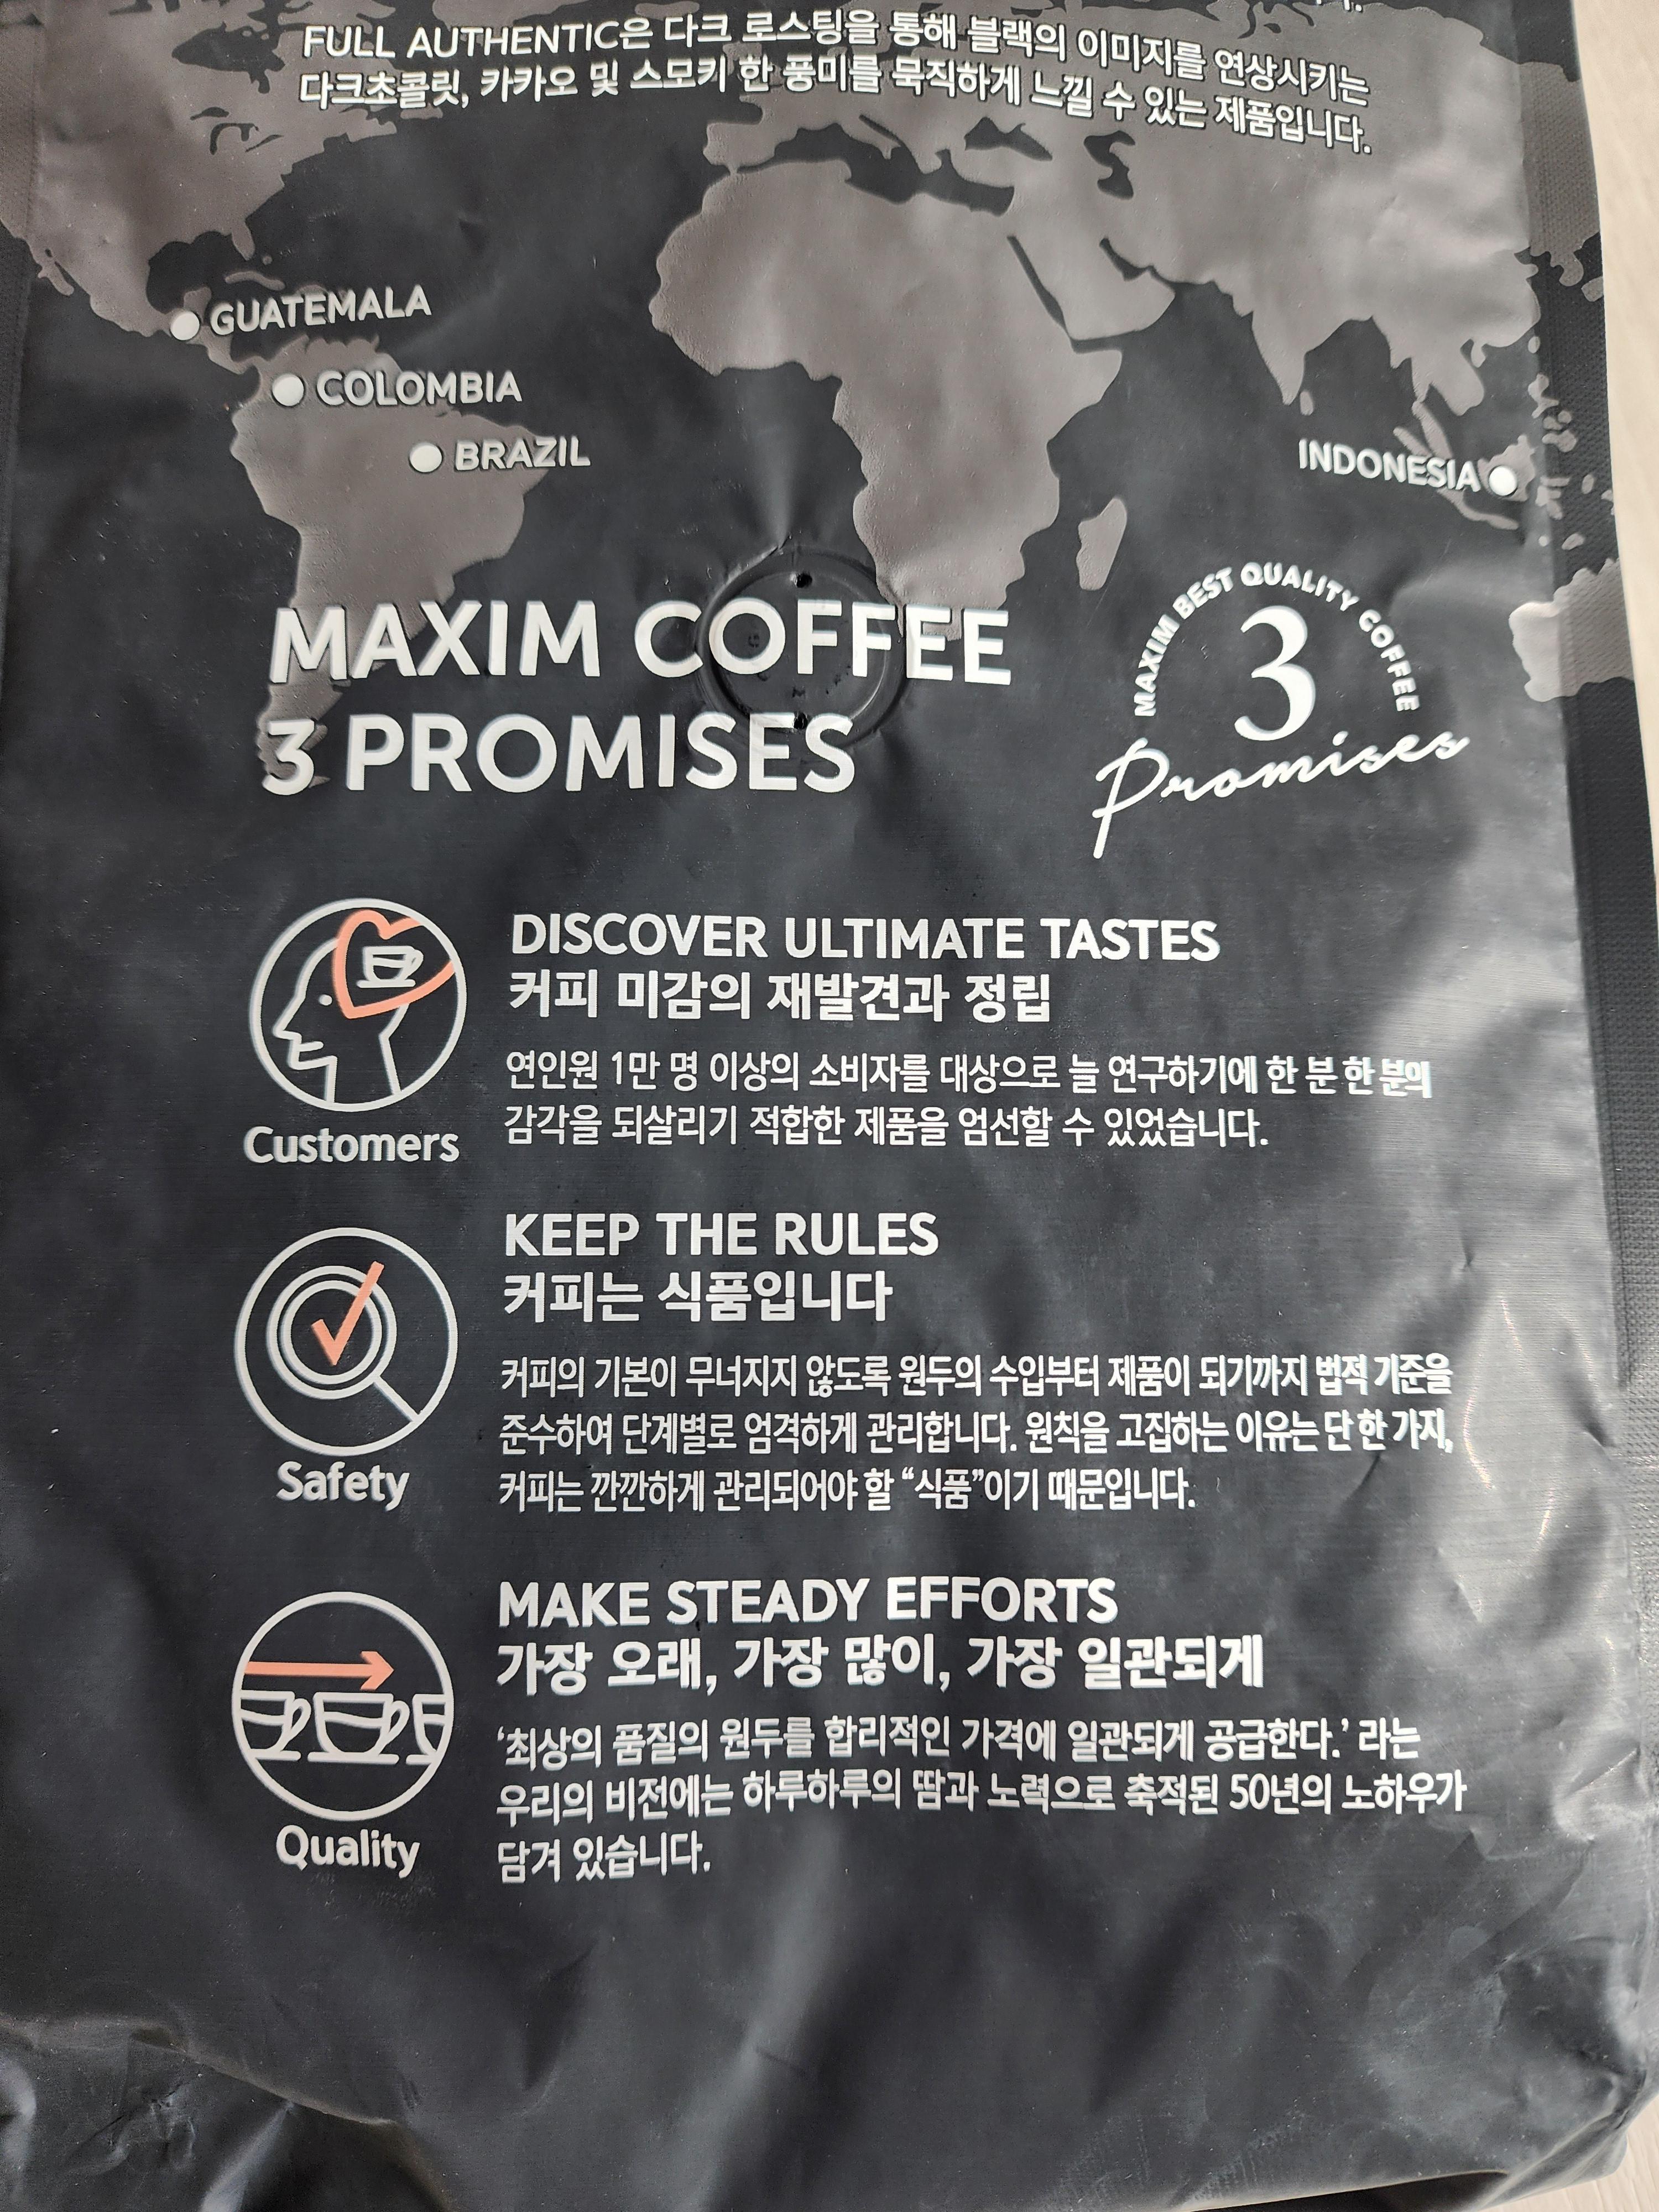 FULL AUTHENTIC은 다크 로스팅을 통해 블랙의 이미지를 연상시키는
다크초콜릿, 카카오 및 스모키 한 풍미를 묵직하게 느낄 수 있는 제품입니다.
GUATEMALA
COLOMBIA
BRAZIL
INDONESIA
MAXIM COFFEE
3 PROMISES
MAXIM BEST QUALITY COFFEE
3
Promises
DISCOVER ULTIMATE TASTES
커피 미감의 재발견과 정립
연인원 1만 명 이상의 소비자를 대상으로 늘 연구하기에 한 분 한 분의
감각을 되살리기 적합한 제품을 엄선할 수 있었습니다.
Customers
KEEP THE RULES
커피는 식품입니다
커피의 기본이 무너지지 않도록 원두의 수입부터 제품이 되기까지 법적 기준을
준수하여 단계별로 엄격하게 관리합니다. 원칙을 고집하는 이유는 단 한 가지,
커피는 깐깐하게 관리되어야 할 “식품”이기 때문입니다.
Safety
MAKE STEADY EFFORTS
가장 오래, 가장 많이, 가장 일관되게
‘최상의 품질의 원두를 합리적인 가격에 일관되게 공급한다.’ 라는
우리의 비전에는 하루하루의 땀과 노력으로 축적된 50년의 노하우가
담겨 있습니다.
Quality